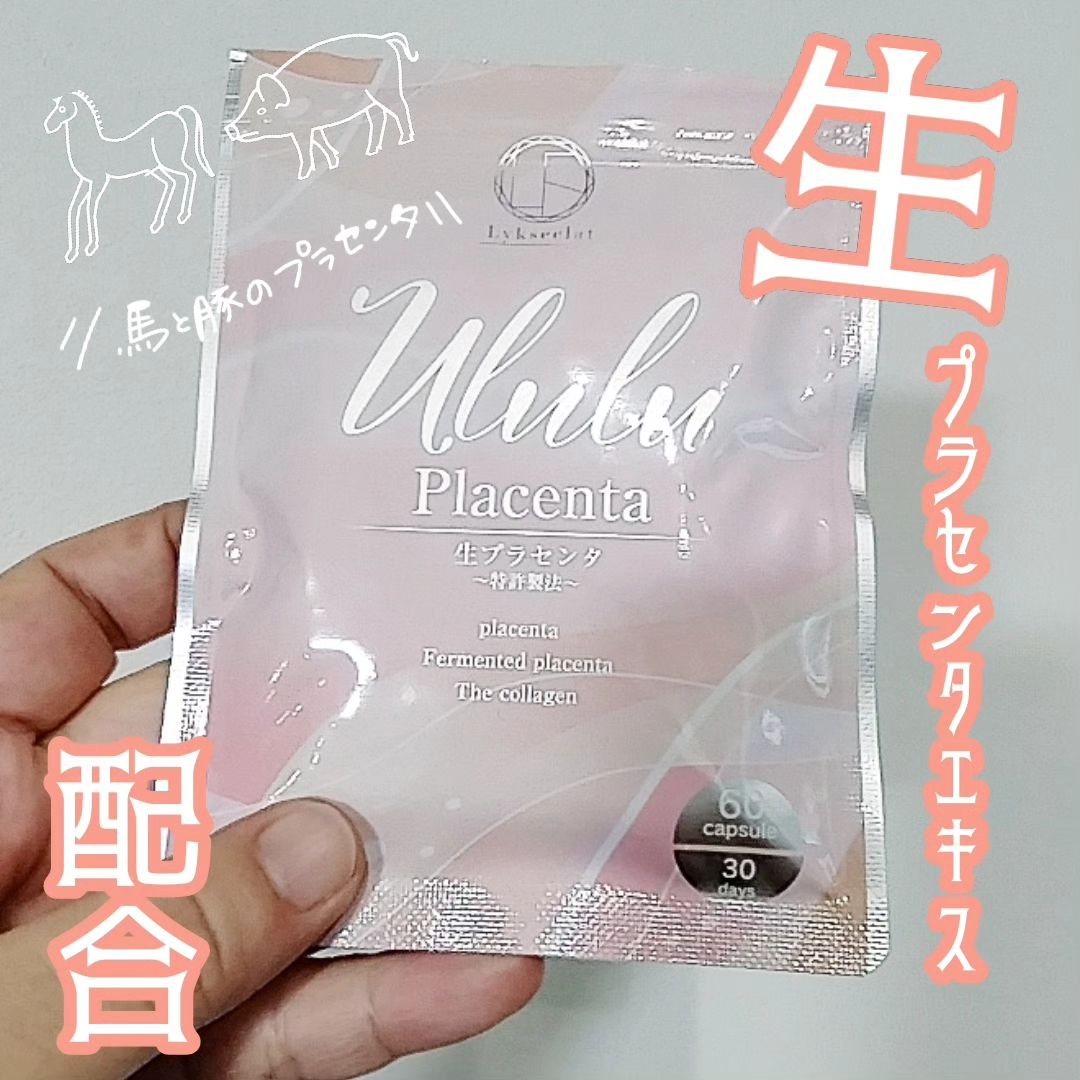 生
プラセンタエキス
配合
\\馬と豚のプラセンタ//
Lykseclat
Ululu
Placenta
生プラセンタ
～特許製法～
placenta
Fermented placenta
The collagen
60
capsule
30
days